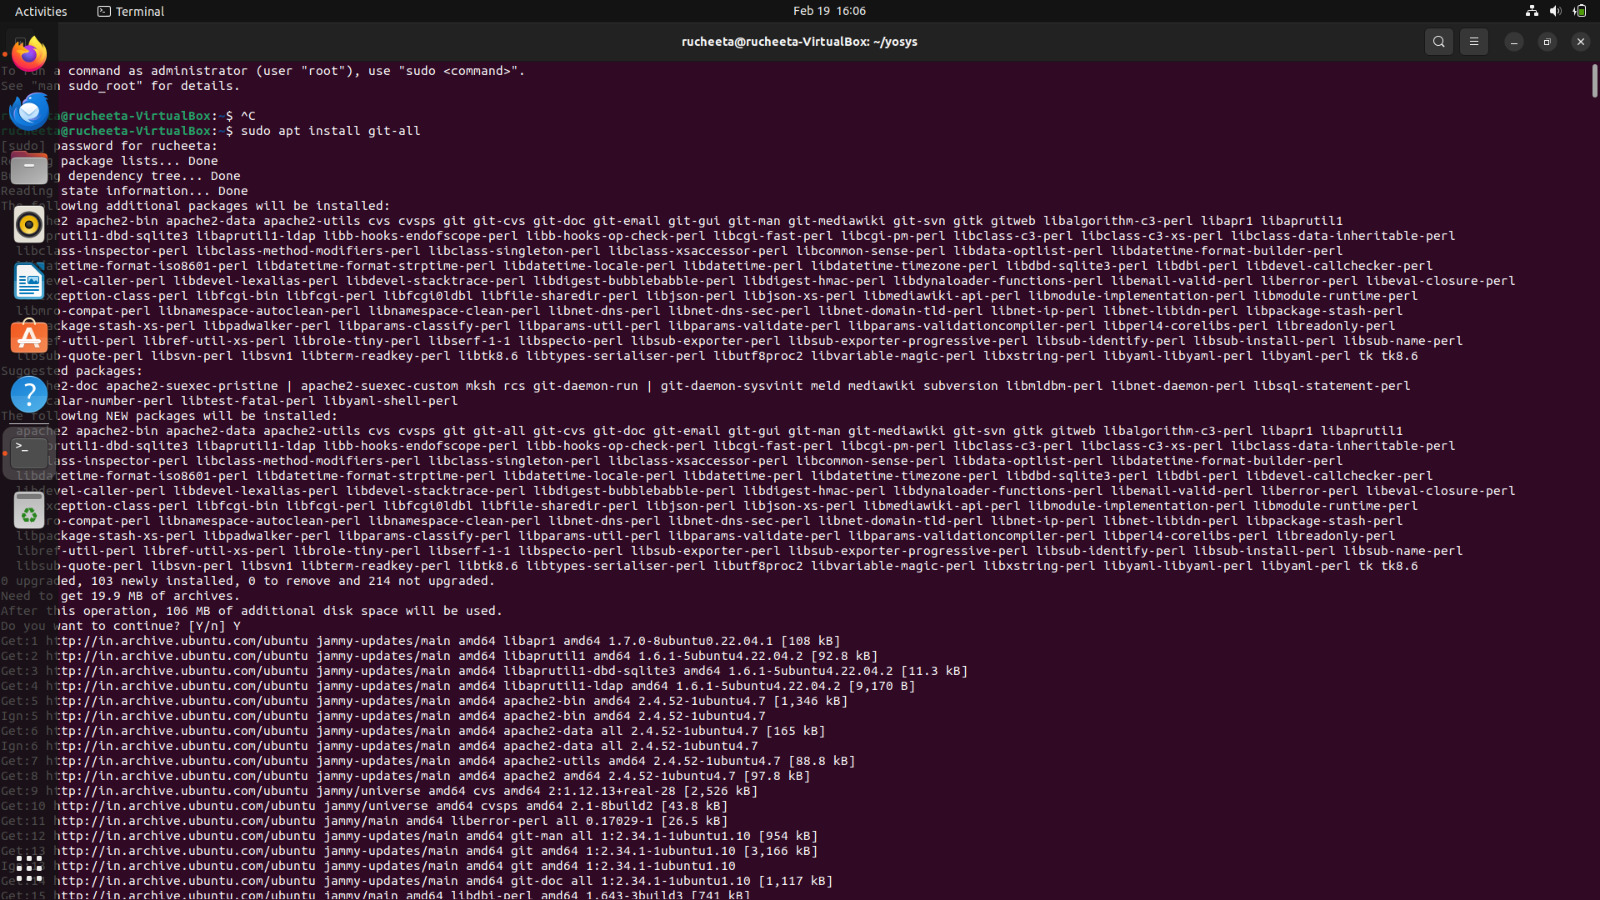 Activities
Terminal
Feb 19 16:06
rucheeta@rucheeta-VirtualBox: ~/yosys
To run a command as administrator (user "root"), use "sudo <command>".
See "man sudo_root" for details.
rucheeta@rucheeta-VirtualBox:~$ ^C
rucheeta@rucheeta-VirtualBox:~$ sudo apt install git-all
[sudo] password for rucheeta:
Reading package lists... Done
Building dependency tree... Done
Reading state information... Done
The following additional packages will be installed:
apache2 apache2-bin apache2-data apache2-utils cvs cvsps git git-cvs git-doc git-email git-gui git-man git-mediawiki git-svn gitk gitweb libalgorithm-c3-perl libapr1 libaprutil1
libaprutil1-dbd-sqlite3 libaprutil1-ldap libb-hooks-endofscope-perl libb-hooks-op-check-perl libcgi-fast-perl libcgi-pm-perl libclass-c3-perl libclass-c3-xs-perl libclass-data-inheritable-perl
libclass-inspector-perl libclass-method-modifiers-perl libclass-singleton-perl libclass-xsaccessor-perl libcommon-sense-perl libdata-optlist-perl libdatetime-format-builder-perl
libdatetime-format-iso8601-perl libdatetime-format-strptime-perl libdatetime-locale-perl libdatetime-perl libdatetime-timezone-perl libdbd-sqlite3-perl libdbi-perl libdevel-callchecker-perl
libdevel-caller-perl libdevel-lexalias-perl libdevel-stacktrace-perl libdigest-bubblebabble-perl libdigest-hmac-perl libdynaloader-functions-perl libemail-valid-perl liberror-perl libeval-closure-perl
libexception-class-perl libfcgi-bin libfcgi-perl libfcgi0ldbl libfile-sharedir-perl libjson-perl libjson-xs-perl libmediawiki-api-perl libmodule-implementation-perl libmodule-runtime-perl
libmro-compat-perl libnamespace-autoclean-perl libnamespace-clean-perl libnet-dns-perl libnet-dns-sec-perl libnet-domain-tld-perl libnet-ip-perl libnet-libidn-perl libpackage-stash-perl
libpackage-stash-xs-perl libpadwalker-perl libparams-classify-perl libparams-util-perl libparams-validate-perl libparams-validationcompiler-perl libperl4-corelibs-perl libreadonly-perl
libref-util-perl libref-util-xs-perl librole-tiny-perl libserf-1-1 libspecio-perl libsub-exporter-perl libsub-exporter-progressive-perl libsub-identify-perl libsub-install-perl libsub-name-perl
libsub-quote-perl libsvn-perl libsvn1 libterm-readkey-perl libtk8.6 libtypes-serialiser-perl libutf8proc2 libvariable-magic-perl libxstring-perl libyaml-libyaml-perl libyaml-perl tk tk8.6
Suggested packages:
apache2-doc apache2-suexec-pristine | apache2-suexec-custom mksh rcs git-daemon-run | git-daemon-sysvinit meld mediawiki subversion libmldbm-perl libnet-daemon-perl libsql-statement-perl
libscalar-number-perl libtest-fatal-perl libyaml-shell-perl
The following NEW packages will be installed:
apache2 apache2-bin apache2-data apache2-utils cvs cvsps git git-all git-cvs git-doc git-email git-gui git-man git-mediawiki git-svn gitk gitweb libalgorithm-c3-perl libapr1 libaprutil1
libaprutil1-dbd-sqlite3 libaprutil1-ldap libb-hooks-endofscope-perl libb-hooks-op-check-perl libcgi-fast-perl libcgi-pm-perl libclass-c3-perl libclass-c3-xs-perl libclass-data-inheritable-perl
libclass-inspector-perl libclass-method-modifiers-perl libclass-singleton-perl libclass-xsaccessor-perl libcommon-sense-perl libdata-optlist-perl libdatetime-format-builder-perl
libdatetime-format-iso8601-perl libdatetime-format-strptime-perl libdatetime-locale-perl libdatetime-perl libdatetime-timezone-perl libdbd-sqlite3-perl libdbi-perl libdevel-callchecker-perl
libdevel-caller-perl libdevel-lexalias-perl libdevel-stacktrace-perl libdigest-bubblebabble-perl libdigest-hmac-perl libdynaloader-functions-perl libemail-valid-perl liberror-perl libeval-closure-perl
libexception-class-perl libfcgi-bin libfcgi-perl libfcgi0ldbl libfile-sharedir-perl libjson-perl libjson-xs-perl libmediawiki-api-perl libmodule-implementation-perl libmodule-runtime-perl
libmro-compat-perl libnamespace-autoclean-perl libnamespace-clean-perl libnet-dns-perl libnet-dns-sec-perl libnet-domain-tld-perl libnet-ip-perl libnet-libidn-perl libpackage-stash-perl
libpackage-stash-xs-perl libpadwalker-perl libparams-classify-perl libparams-util-perl libparams-validate-perl libparams-validationcompiler-perl libperl4-corelibs-perl libreadonly-perl
libref-util-perl libref-util-xs-perl librole-tiny-perl libserf-1-1 libspecio-perl libsub-exporter-perl libsub-exporter-progressive-perl libsub-identify-perl libsub-install-perl libsub-name-perl
libsub-quote-perl libsvn-perl libsvn1 libterm-readkey-perl libtk8.6 libtypes-serialiser-perl libutf8proc2 libvariable-magic-perl libxstring-perl libyaml-libyaml-perl libyaml-perl tk tk8.6
0 upgraded, 103 newly installed, 0 to remove and 214 not upgraded.
Need to get 19.9 MB of archives.
After this operation, 106 MB of additional disk space will be used.
Do you want to continue? [Y/n] Y
Get:1 http://in.archive.ubuntu.com/ubuntu jammy-updates/main amd64 libapr1 amd64 1.7.0-8ubuntu0.22.04.1 [108 kB]
Get:2 http://in.archive.ubuntu.com/ubuntu jammy-updates/main amd64 libaprutil1 amd64 1.6.1-5ubuntu4.22.04.2 [92.8 kB]
Get:3 http://in.archive.ubuntu.com/ubuntu jammy-updates/main amd64 libaprutil1-dbd-sqlite3 amd64 1.6.1-5ubuntu4.22.04.2 [11.3 kB]
Get:4 http://in.archive.ubuntu.com/ubuntu jammy-updates/main amd64 libaprutil1-ldap amd64 1.6.1-5ubuntu4.22.04.2 [9,170 B]
Get:5 http://in.archive.ubuntu.com/ubuntu jammy-updates/main amd64 apache2-bin amd64 2.4.52-1ubuntu4.7 [1,346 kB]
Ign:5 http://in.archive.ubuntu.com/ubuntu jammy-updates/main amd64 apache2-bin amd64 2.4.52-1ubuntu4.7
Get:6 http://in.archive.ubuntu.com/ubuntu jammy-updates/main amd64 apache2-data all 2.4.52-1ubuntu4.7 [165 kB]
Ign:6 http://in.archive.ubuntu.com/ubuntu jammy-updates/main amd64 apache2-data all 2.4.52-1ubuntu4.7
Get:7 http://in.archive.ubuntu.com/ubuntu jammy-updates/main amd64 apache2-utils amd64 2.4.52-1ubuntu4.7 [88.8 kB]
Get:8 http://in.archive.ubuntu.com/ubuntu jammy-updates/main amd64 apache2 amd64 2.4.52-1ubuntu4.7 [97.8 kB]
Get:9 http://in.archive.ubuntu.com/ubuntu jammy/universe amd64 cvs amd64 2:1.12.13+real-28 [2,526 kB]
Get:10 http://in.archive.ubuntu.com/ubuntu jammy/universe amd64 cvsps amd64 2.1-8build2 [43.8 kB]
Get:11 http://in.archive.ubuntu.com/ubuntu jammy/main amd64 liberror-perl all 0.17029-1 [26.5 kB]
Get:12 http://in.archive.ubuntu.com/ubuntu jammy-updates/main amd64 git-man all 1:2.34.1-1ubuntu1.10 [954 kB]
Get:13 http://in.archive.ubuntu.com/ubuntu jammy-updates/main amd64 git amd64 1:2.34.1-1ubuntu1.10 [3,166 kB]
Ign:13 http://in.archive.ubuntu.com/ubuntu jammy-updates/main amd64 git amd64 1:2.34.1-1ubuntu1.10
Get:14 http://in.archive.ubuntu.com/ubuntu jammy-updates/main amd64 git-doc all 1:2.34.1-1ubuntu1.10 [1,117 kB]
Get:15 http://in.archive.ubuntu.com/ubuntu jammy/main amd64 libdbi-perl amd64 1.643-3build3 [741 kB]